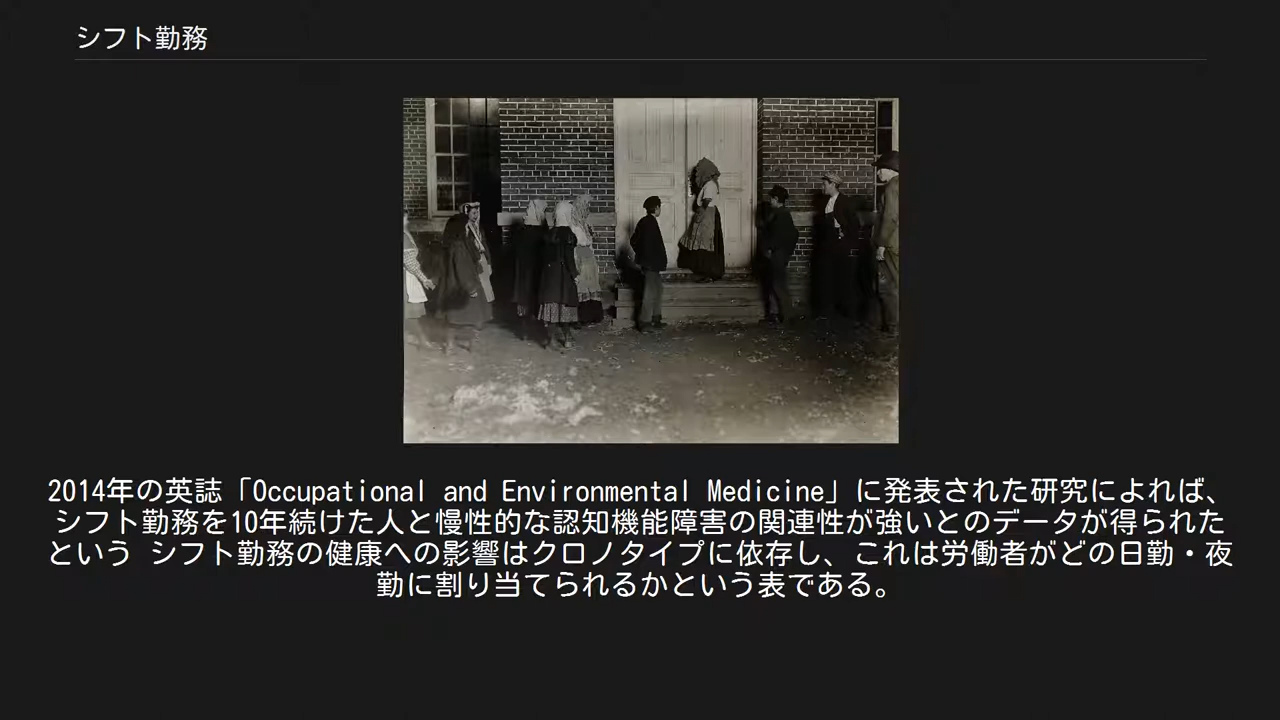 シフト勤務
2014年の英誌「Occupational and Environmental Medicine」に発表された研究によれば、
シフト勤務を10年続けた人と慢性的な認知機能障害の関連性が強いとのデータが得られた
という シフト勤務の健康への影響はクロノタイプに依存し、これは労働者がどの日勤・夜
勤に割り当てられるかという表である。